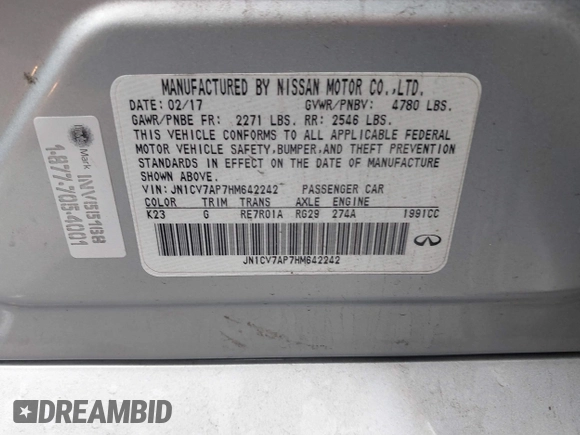 MANUFACTURED BY NISSAN MOTOR CO.,LTD.
DATE: 02/17 GVWR/PNBV: 4780 LBS.
GAWR/PNBE FR: 2271 LBS. RR: 2546 LBS.
THIS VEHICLE CONFORMS TO ALL APPLICABLE FEDERAL
MOTOR VEHICLE SAFETY,BUMPER,AND THEFT PREVENTION
STANDARDS IN EFFECT ON THE DATE OF MANUFACTURE
SHOWN ABOVE.
VIN: JN1CV7AP7HM642242 PASSENGER CAR
COLOR TRIM TRANS AXLE ENGINE
K23 G RE7R01A RG29 274A 1991CC
JN1CV7AP7HM642242
Mark INV1515198
1.877.705.4001
DREAMBID